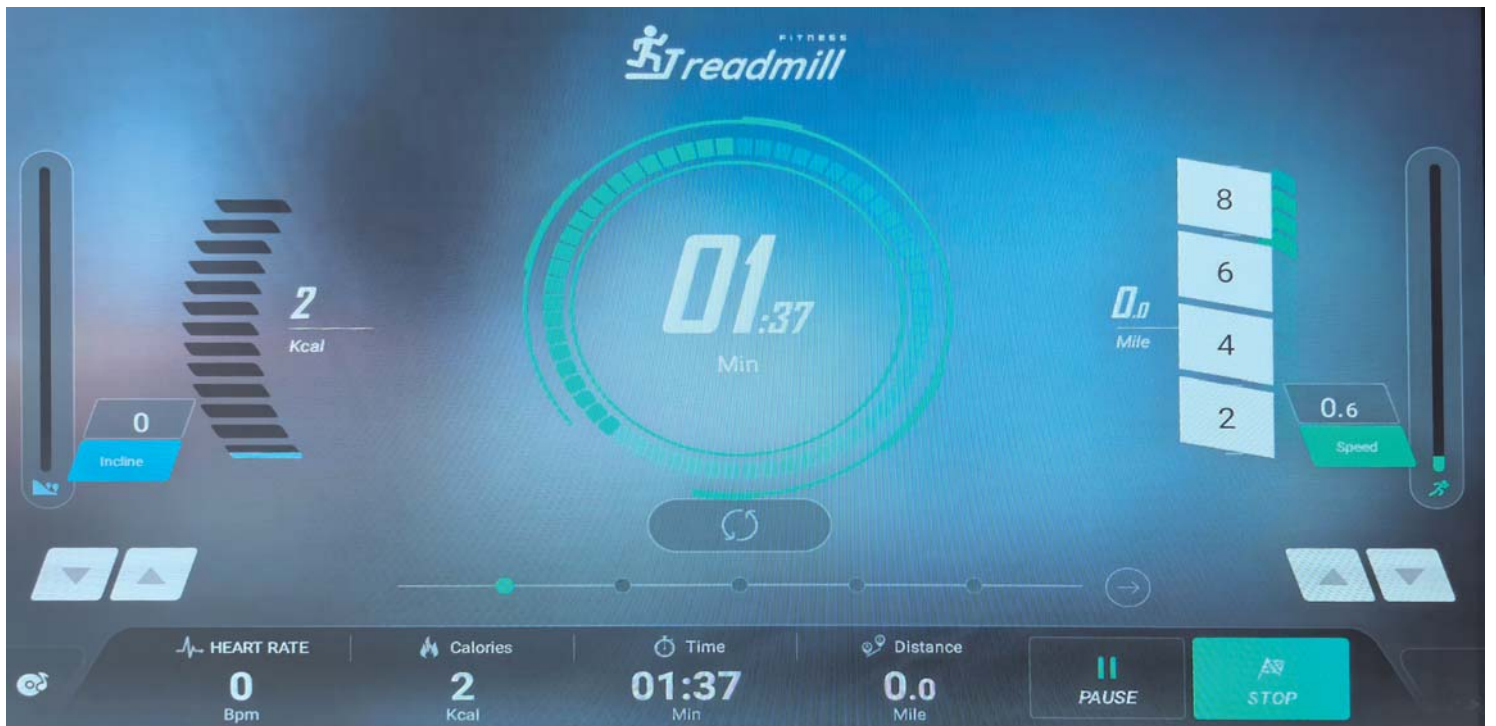 FITNESS
Treadmill
8
6
4
2
2
Kcal
01:37
Min
0.0
Mile
0
Incline
0.6
Speed
HEART RATE
0
Bpm
Calories
2
Kcal
Time
01:37
Min
Distance
0.0
Mile
PAUSE
STOP